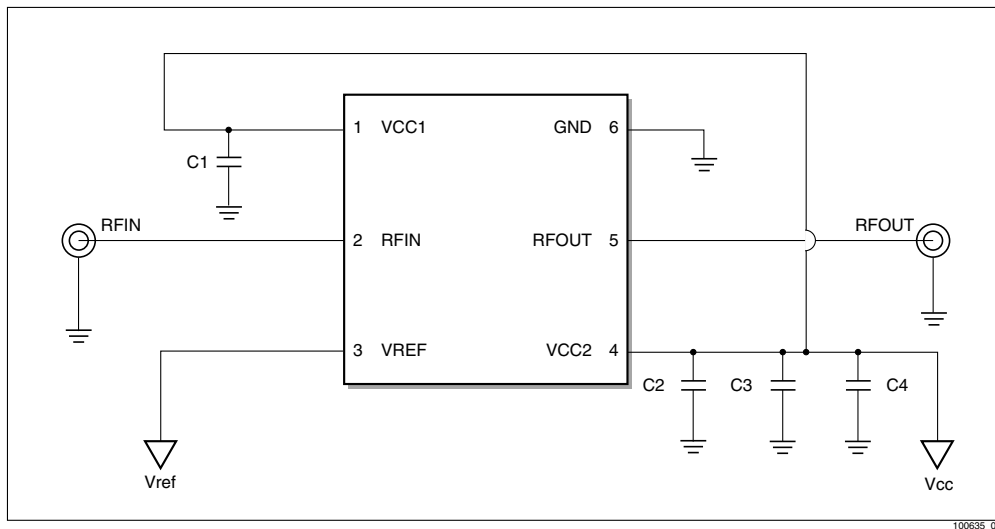 1 VCC1 GND 6
C1
RFIN 2 RFIN RFOUT 5 RFOUT
3 VREF VCC2 4
C2 C3 C4
Vref Vcc